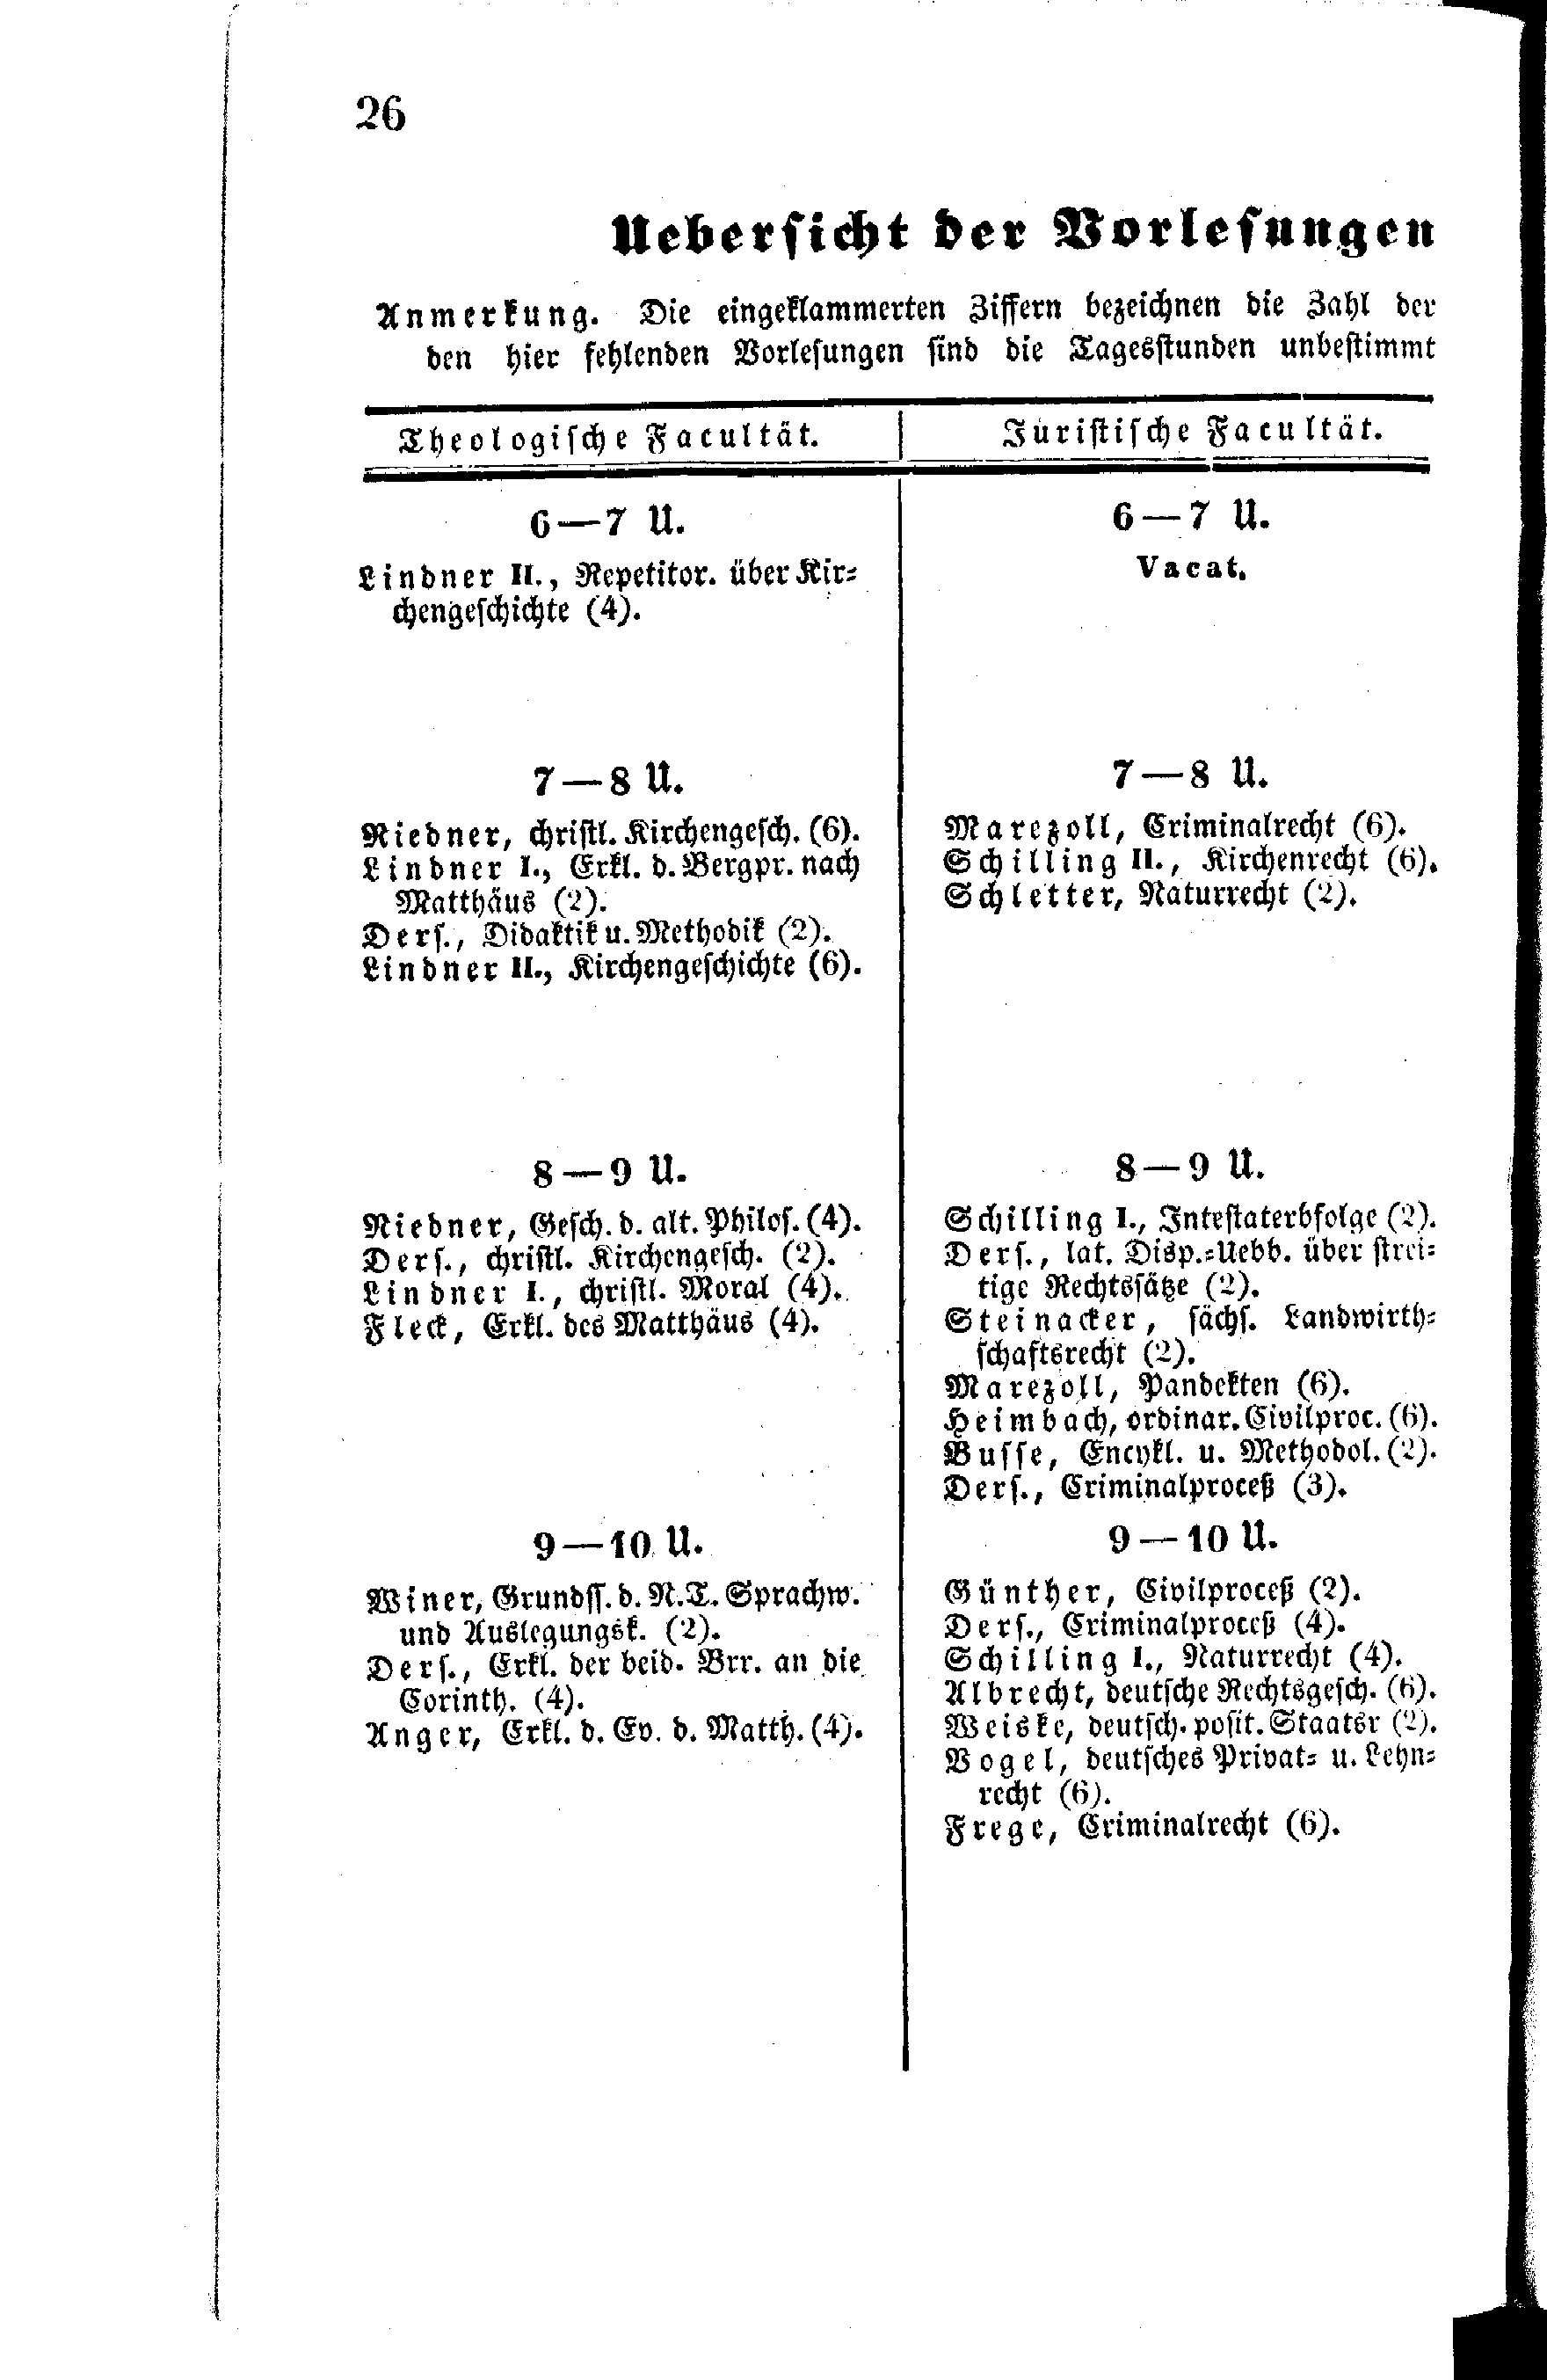 26
Uebersicht der Vorlesungen
Anmerkung. Die eingeklammerten Ziffern bezeichnen die Zahl der
den hier fehlenden Vorlesungen sind die Tagesstunden unbestimmt
Theologische Facultät.
6—7 U.
Lindner II., Repetitor. über Kir-
chengeschichte (4).
7—8 U.
Niedner, christl. Kirchengesch. (6).
Lindner I., Erkl. d. Bergpr. nach
Matthäus (2).
Ders., Didaktik u. Methodik (2).
Lindner II., Kirchengeschichte (6).
8—9 U.
Niedner, Gesch. d. alt. Philos. (4).
Ders., christl. Kirchengesch. (2).
Lindner I., christl. Moral (4).
Fleck, Erkl. des Matthäus (4).
9—10 U.
Winer, Grundss. d. N. T. Sprachw.
und Auslegungsk. (2).
Ders., Erkl. der beid. Brr. an die
Corinth. (4).
Anger, Erkl. d. Ev. d. Matth. (4).
Juristische Facultät.
6—7 U.
Vacat.
7—8 U.
Marezoll, Criminalrecht (6).
Schilling II., Kirchenrecht (6).
Schletter, Naturrecht (2).
8—9 U.
Schilling I., Intestaterbfolge (2).
Ders., lat. Disp.-Uebb. über strei-
tige Rechtssätze (2).
Steinacker, sächs. Landwirth-
schaftsrecht (2).
Marezoll, Pandekten (6).
Heimbach, ordinar. Civilproc. (6).
Busse, Encykl. u. Methodol. (2).
Ders., Criminalproceß (3).
9—10 U.
Günther, Civilproceß (2).
Ders., Criminalproceß (4).
Schilling I., Naturrecht (4).
Albrecht, deutsche Rechtsgesch. (6).
Weiske, deutsch. posit. Staatsr (2).
Vogel, deutsches Privat- u. Lehn-
recht (6).
Frege, Criminalrecht (6).